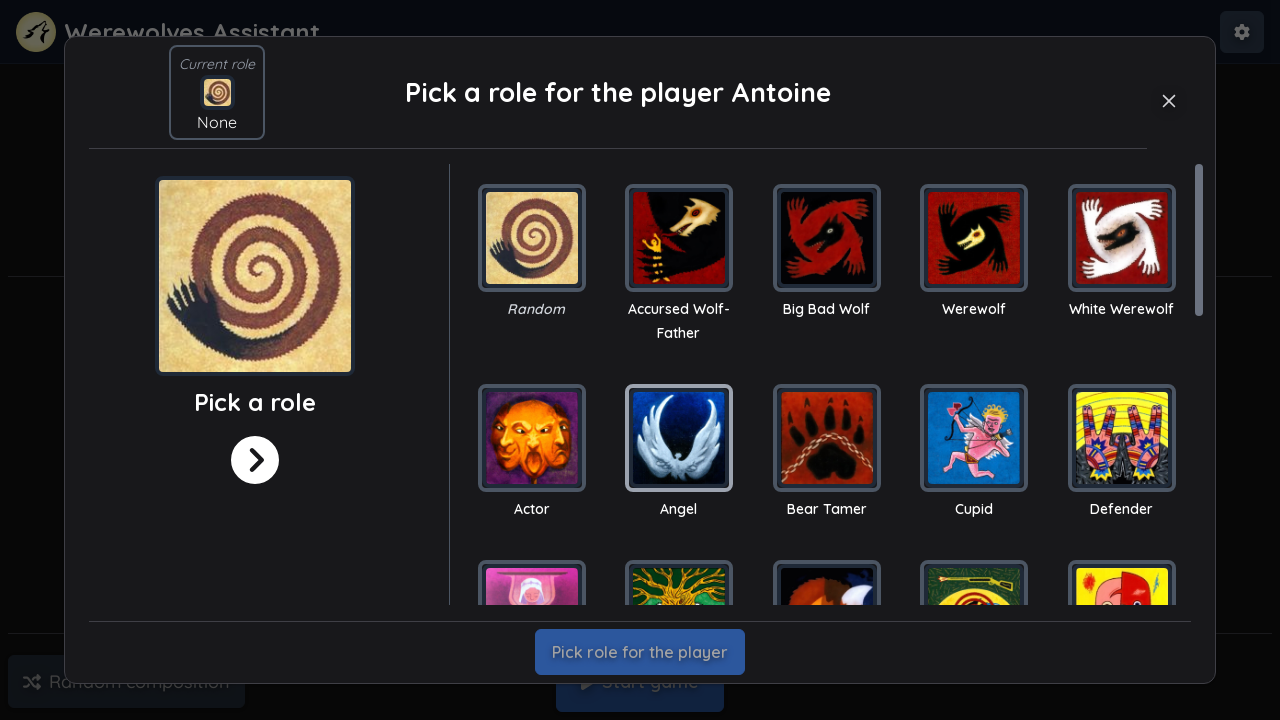 Werewolves Assistant
Current role
None
Pick a role for the player Antoine
Pick a role
Random
Accursed Wolf-
Father
Big Bad Wolf
Werewolf
White Werewolf
Actor
Angel
Bear Tamer
Cupid
Defender
Pick role for the player
Random composition
Start game